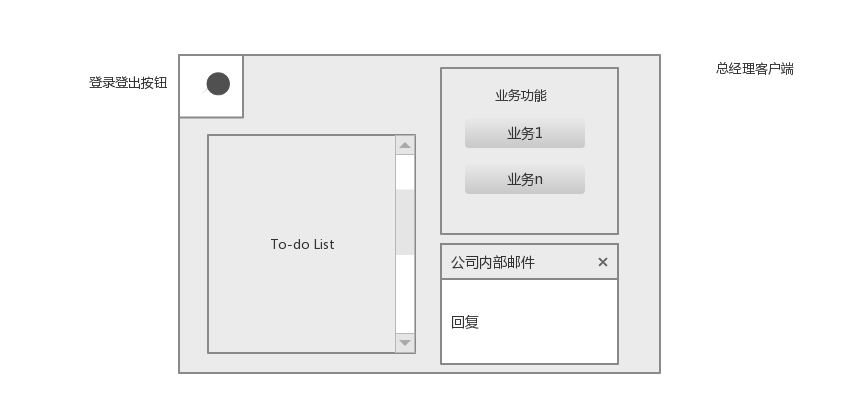 登录登出按钮
总经理客户端
业务功能
业务1
业务n
To-do List
公司内部邮件 ×
回复